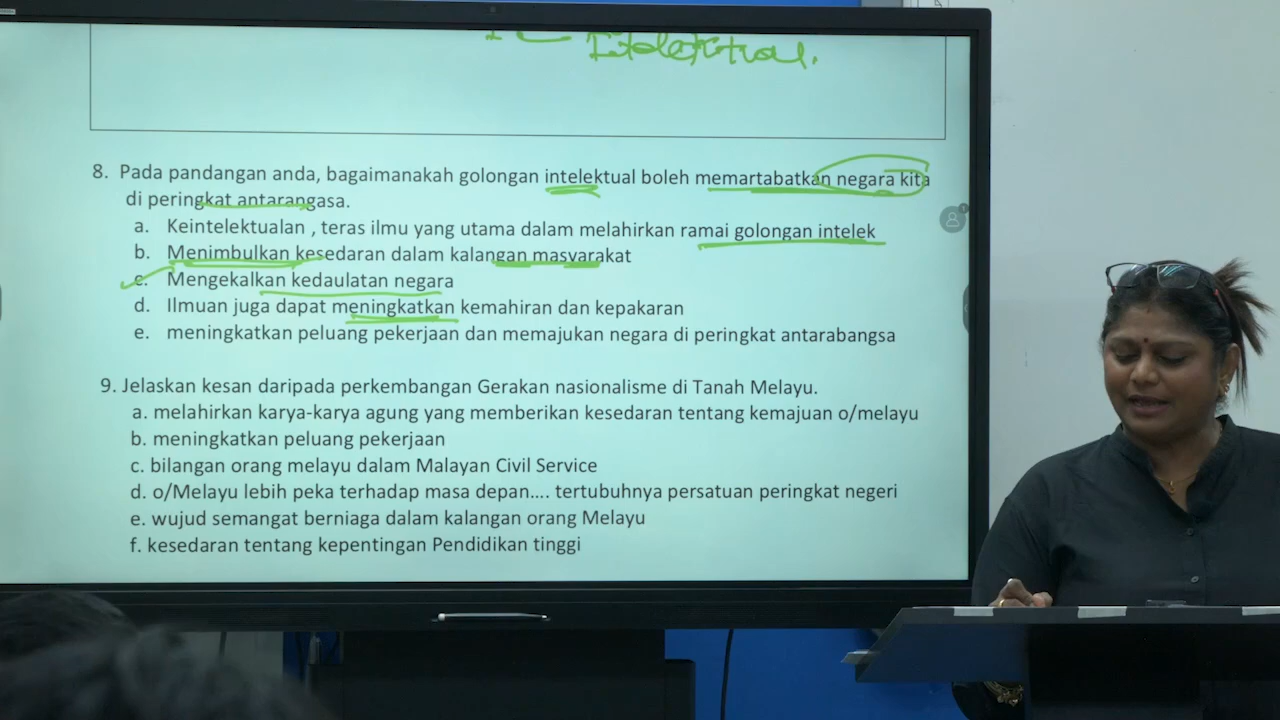 Intelektual.
8. Pada pandangan anda, bagaimanakah golongan intelektual boleh memartabatkan negara kita
di peringkat antarangasa.
a. Keintelektualan , teras ilmu yang utama dalam melahirkan ramai golongan intelek
b. Menimbulkan kesedaran dalam kalangan masyarakat
c. Mengekalkan kedaulatan negara
d. Ilmuan juga dapat meningkatkan kemahiran dan kepakaran
e. meningkatkan peluang pekerjaan dan memajukan negara di peringkat antarabangsa
9. Jelaskan kesan daripada perkembangan Gerakan nasionalisme di Tanah Melayu.
a. melahirkan karya-karya agung yang memberikan kesedaran tentang kemajuan o/melayu
b. meningkatkan peluang pekerjaan
c. bilangan orang melayu dalam Malayan Civil Service
d. o/Melayu lebih peka terhadap masa depan.... tertubuhnya persatuan peringkat negeri
e. wujud semangat berniaga dalam kalangan orang Melayu
f. kesedaran tentang kepentingan Pendidikan tinggi